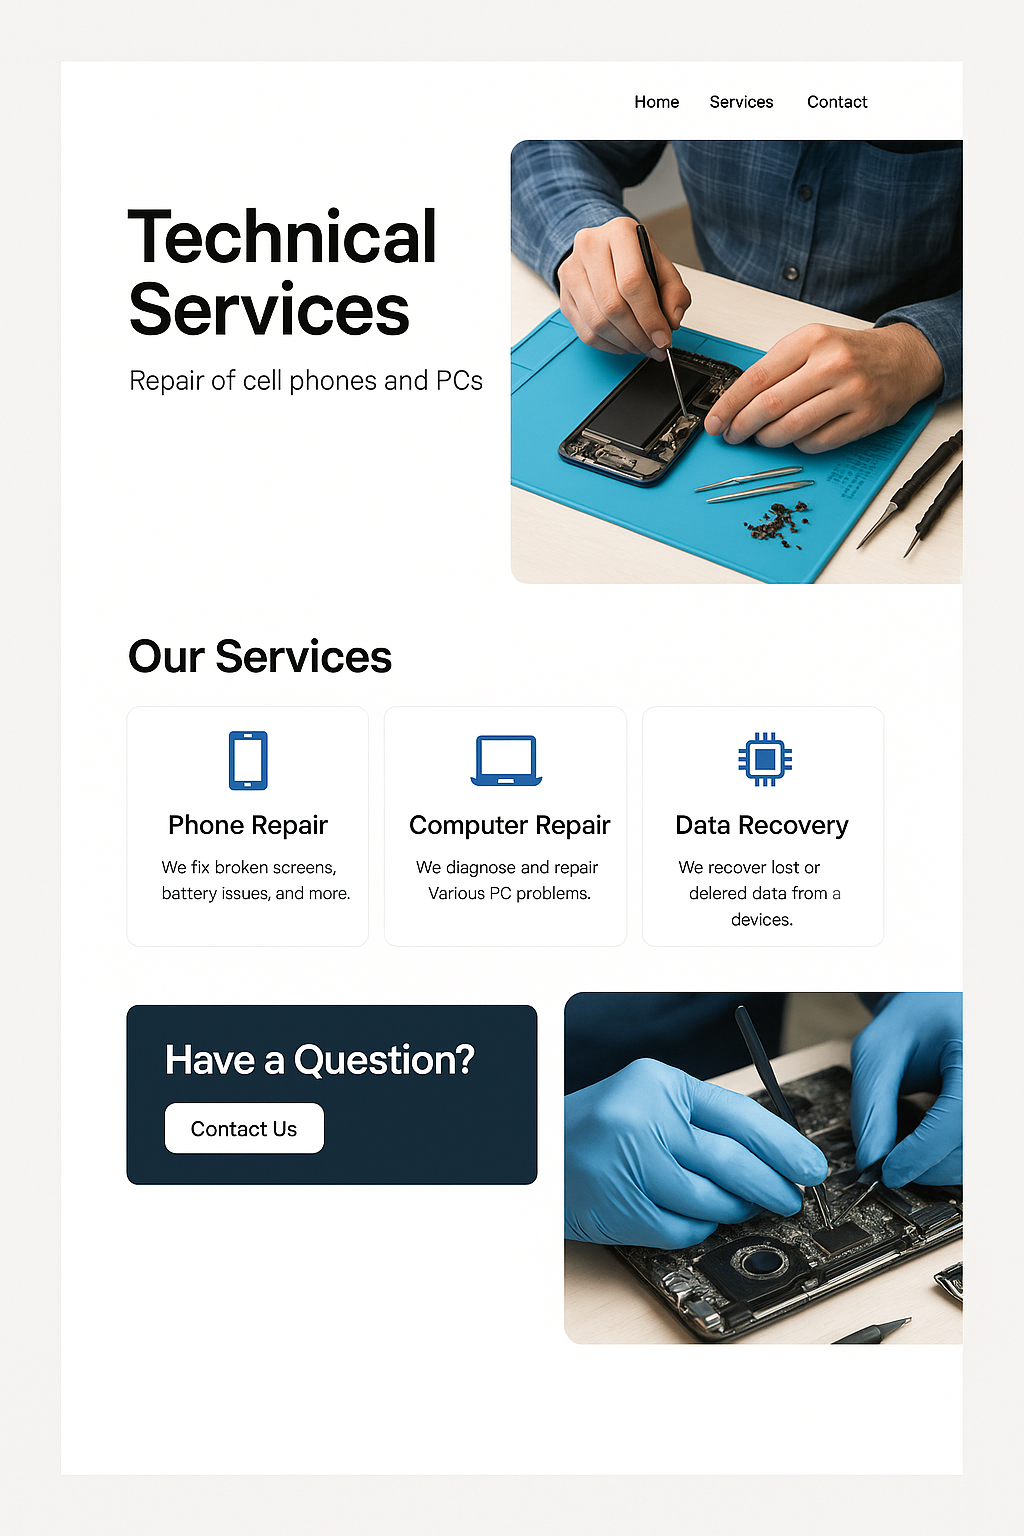 Home Services Contact
Technical
Services
Repair of cell phones and PCs
Our Services
Phone Repair
We fix broken screens,
battery issues, and more.
Computer Repair
We diagnose and repair
Various PC problems.
Data Recovery
We recover lost or
delered data from a
devices.
Have a Question?
Contact Us